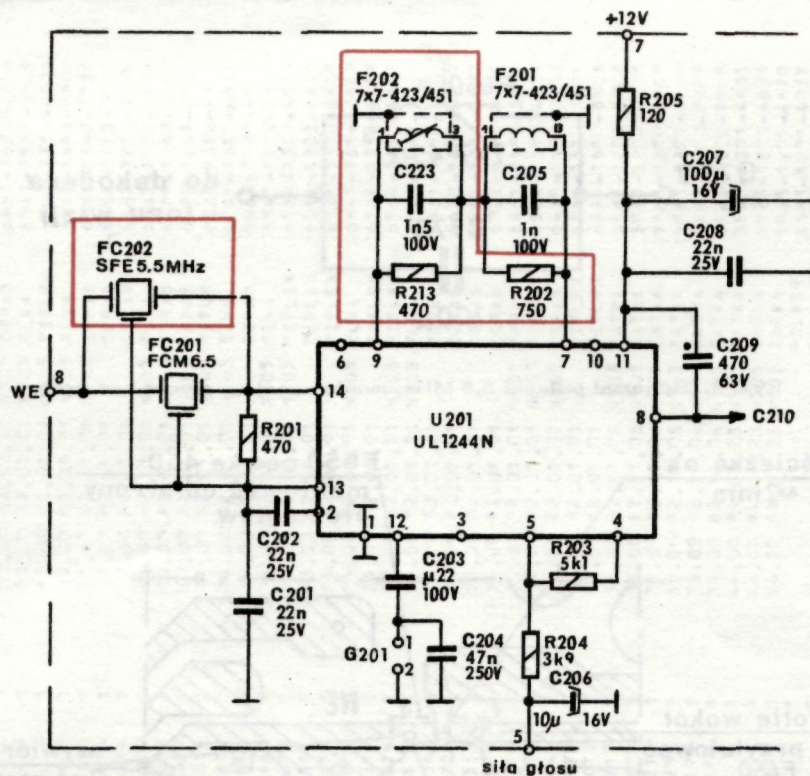 +12V
7
F202
7x7-423/451
F201
7x7-423/451
R205
120
C223
1n5
100V
C205
1n
100V
C207
100µ
16V
C208
22n
25V
FC202
SFE5.5MHz
R213
470
R202
750
FC201
FCM6.5
6
9
7
10
11
C209
470
63V
8
WE
14
R201
470
U201
UL1244N
8
C210
13
2
1
12
3
5
4
C202
22n
25V
C203
µ22
100V
R203
5k1
C201
22n
25V
G201
1
2
C204
47n
250V
R204
3k9
C206
10µ
16V
5
siła głosu